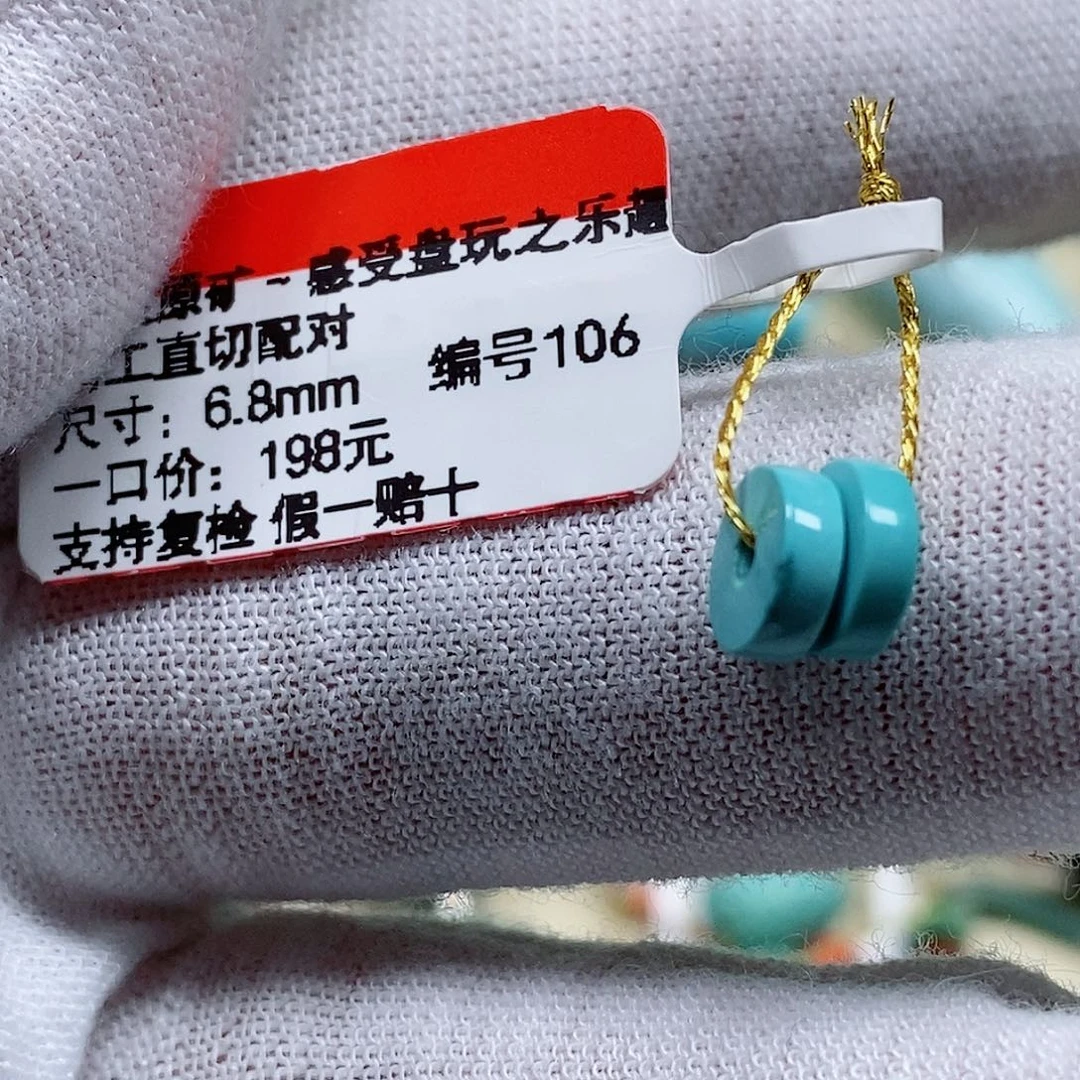 原矿~感受盘玩之乐趣
工直切配对
尺寸：6.8mm 编号106
一口价：198元
支持复检 假一赔十